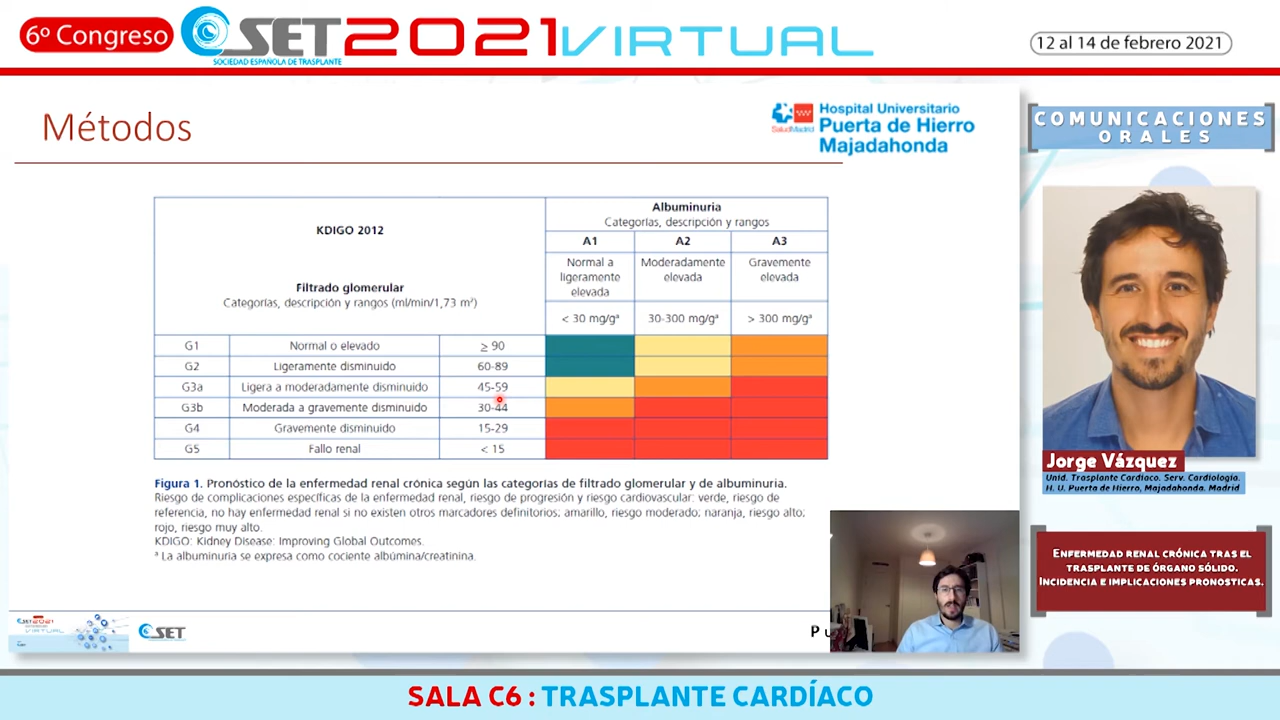 6º Congreso
SET2021VIRTUAL
SOCIEDAD ESPAÑOLA DE TRASPLANTE
12 al 14 de febrero 2021
Métodos
SaludMadrid
Hospital Universitario
Puerta de Hierro
Majadahonda
COMUNICACIONES
ORALES
KDIGO 2012
Filtrado glomerular
Categorías, descripción y rangos (ml/min/1,73 m²)
Albuminuria
Categorías, descripción y rangos
A1 A2 A3
Normal a ligeramente elevada
Moderadamente elevada
Gravemente elevada
< 30 mg/gª 30-300 mg/gª > 300 mg/gª
G1 Normal o elevado ≥ 90
G2 Ligeramente disminuido 60-89
G3a Ligera a moderadamente disminuido 45-59
G3b Moderada a gravemente disminuido 30-44
G4 Gravemente disminuido 15-29
G5 Fallo renal < 15
Figura 1. Pronóstico de la enfermedad renal crónica según las categorías de filtrado glomerular y de albuminuria.
Riesgo de complicaciones específicas de la enfermedad renal, riesgo de progresión y riesgo cardiovascular: verde, riesgo de
referencia, no hay enfermedad renal si no existen otros marcadores definitorios; amarillo, riesgo moderado; naranja, riesgo alto;
rojo, riesgo muy alto.
KDIGO: Kidney Disease: Improving Global Outcomes.
ª La albuminuria se expresa como cociente albúmina/creatinina.
Jorge Vázquez
Unid. Trasplante Cardíaco. Serv. Cardiología.
H. U. Puerta de Hierro, Majadahonda. Madrid
ENFERMEDAD RENAL CRÓNICA TRAS EL
TRASPLANTE DE ÓRGANO SÓLIDO.
INCIDENCIA E IMPLICACIONES PRONOSTICAS.
SET2021
VIRTUAL
SET
SALA C6 : TRASPLANTE CARDÍACO